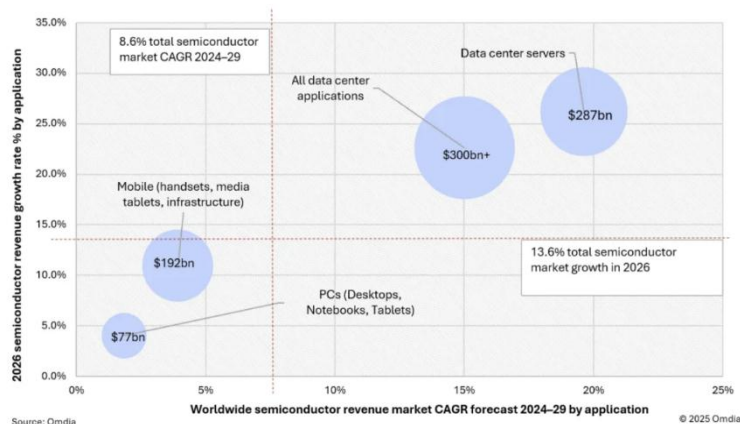 35.0%
30.0%
25.0%
20.0%
15.0%
10.0%
5.0%
0.0%
2026 semiconductor revenue growth rate % by application
8.6% total semiconductor
market CAGR 2024–29
Data center servers
All data center
applications
$287bn
$300bn+
Mobile (handsets, media
tablets, infrastructure)
$192bn
13.6% total semiconductor
market growth in 2026
PCs (Desktops,
Notebooks, Tablets)
$77bn
0%
5%
10%
15%
20%
25%
Worldwide semiconductor revenue market CAGR forecast 2024–29 by application
Source: Omdia
© 2025 Omdia